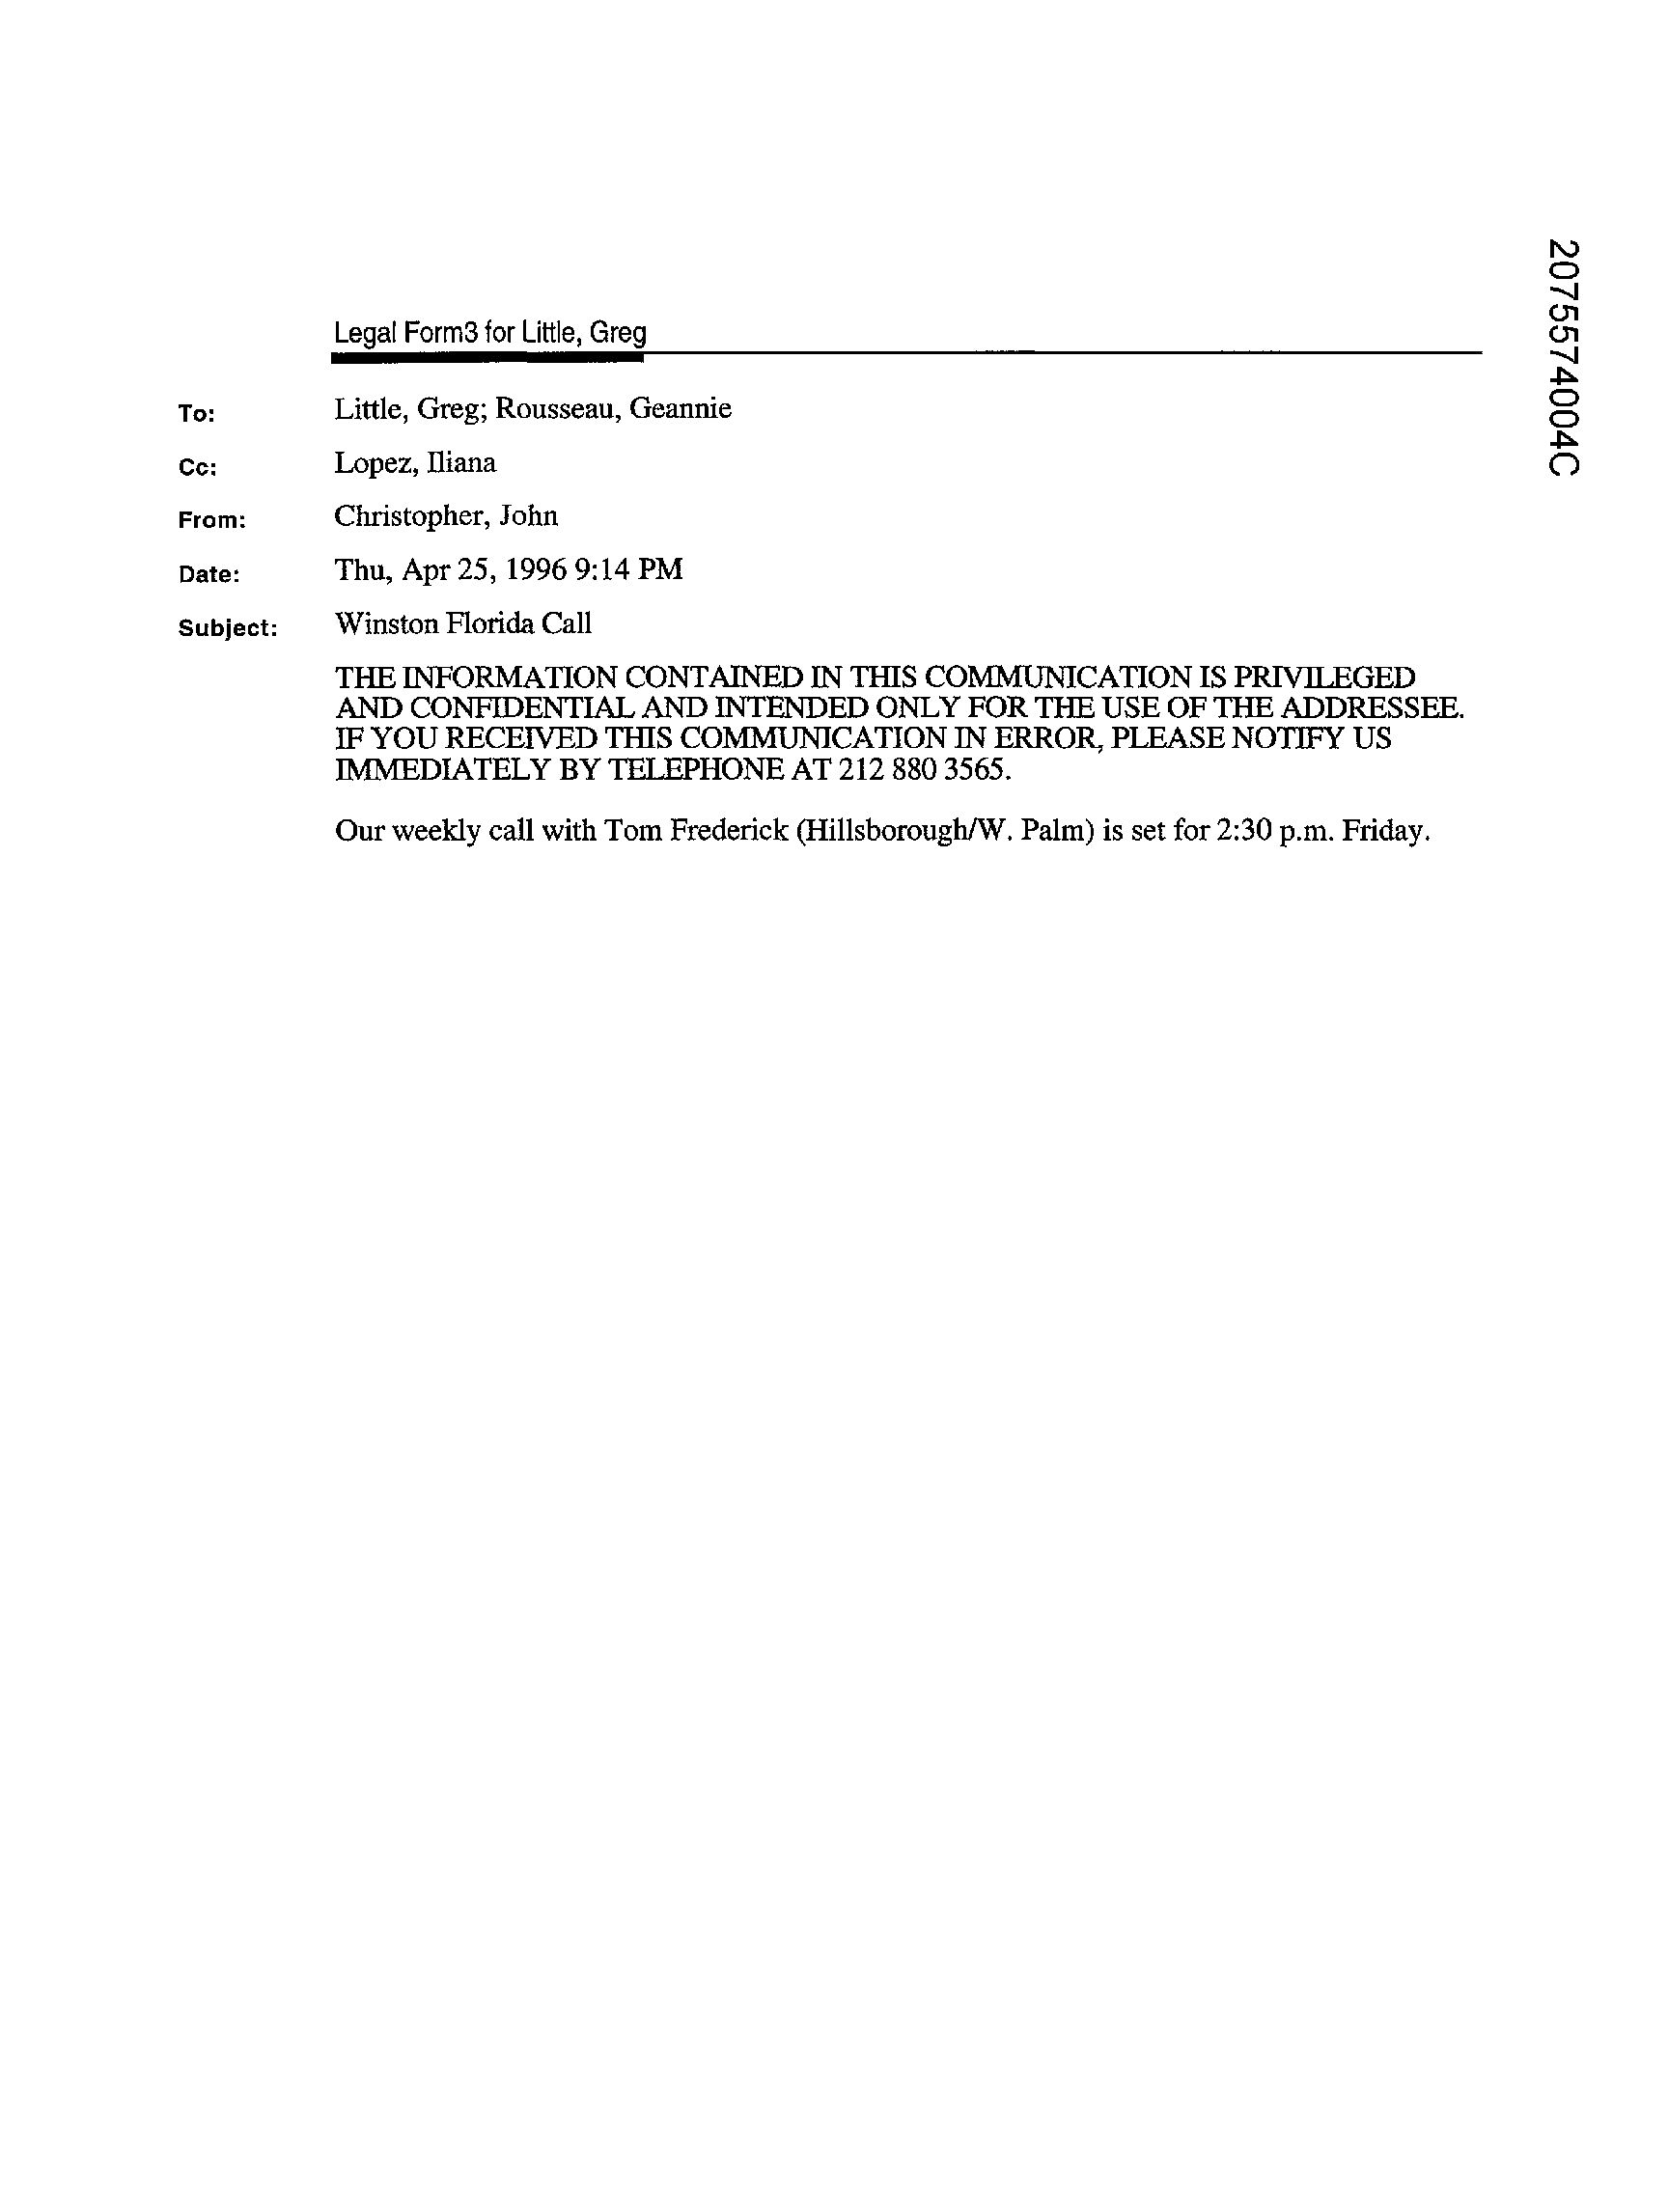 2075574004C
Legal Form3 for Little, Greg
To: Little, Greg; Rousseau, Geannie
Cc: Lopez, Iliana
From: Christopher, John
Date: Thu, Apr 25, 1996 9:14 PM
Subject: Winston Florida Call
THE INFORMATION CONTAINED IN THIS COMMUNICATION IS PRIVILEGED
AND CONFIDENTIAL AND INTENDED ONLY FOR THE USE OF THE ADDRESSEE.
IF YOU RECEIVED THIS COMMUNICATION IN ERROR, PLEASE NOTIFY US
IMMEDIATELY BY TELEPHONE AT 212 880 3565.
Our weekly call with Tom Frederick (Hillsborough/W. Palm) is set for 2:30 p.m. Friday.